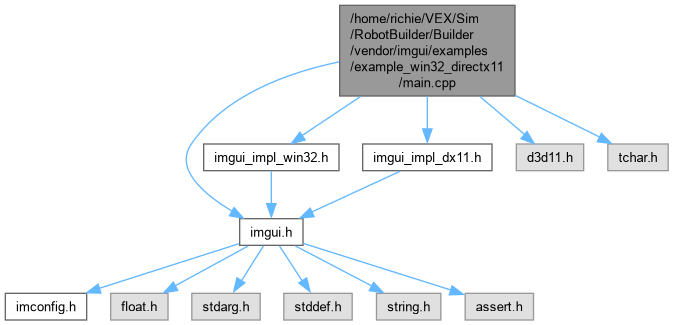 /home/richie/VEX/Sim
/RobotBuilder/Builder
/vendor/imgui/examples
/example_win32_directx11
/main.cpp
imgui_impl_win32.h
imgui_impl_dx11.h
d3d11.h
tchar.h
imgui.h
imconfig.h
float.h
stdarg.h
stddef.h
string.h
assert.h